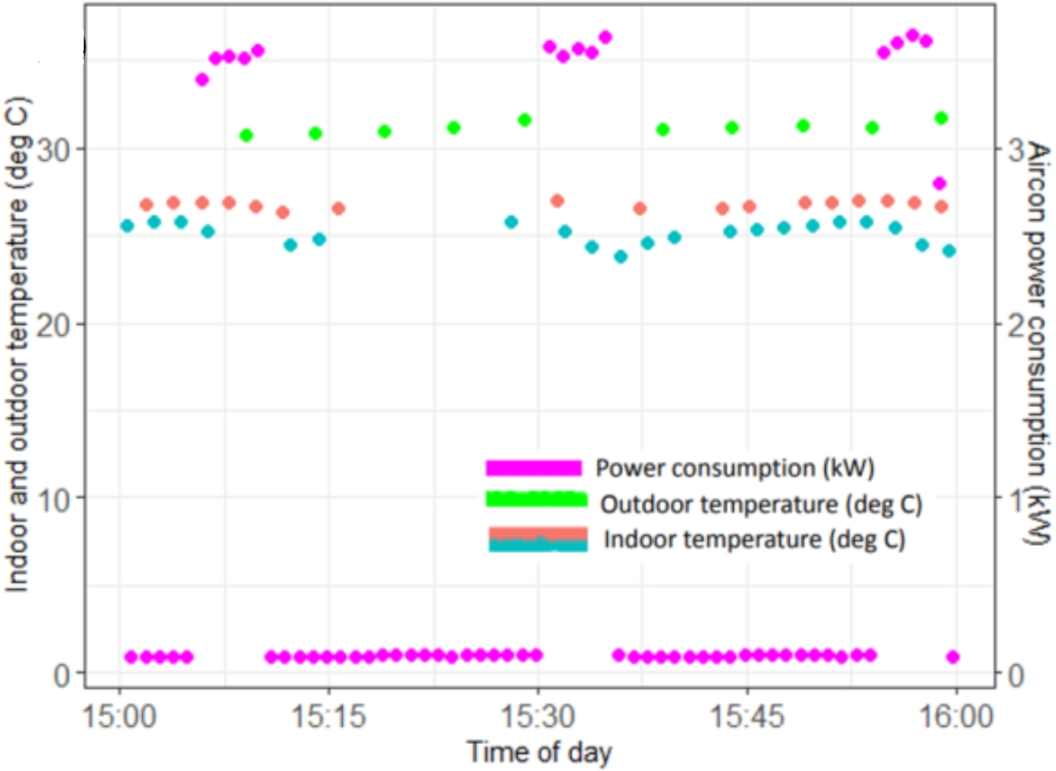 Indoor and outdoor temperature (deg C)
30
20
10
0
3
2
1
0
Aircon power consumption (kW)
Power consumption (kW)
Outdoor temperature (deg C)
Indoor temperature (deg C)
15:00 15:15 15:30 15:45 16:00
Time of day